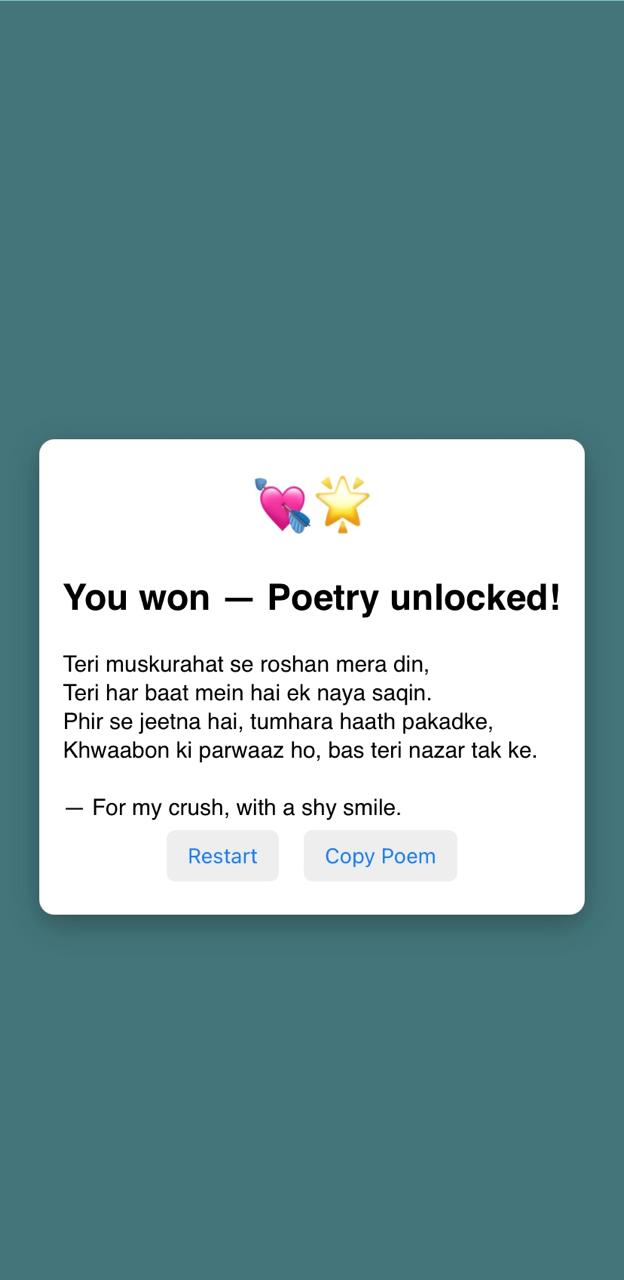 You won — Poetry unlocked!
Teri muskurahat se roshan mera din,
Teri har baat mein hai ek naya saqin.
Phir se jeetna hai, tumhara haath pakadke,
Khwaabon ki parwaaz ho, bas teri nazar tak ke.
— For my crush, with a shy smile.
Restart
Copy Poem